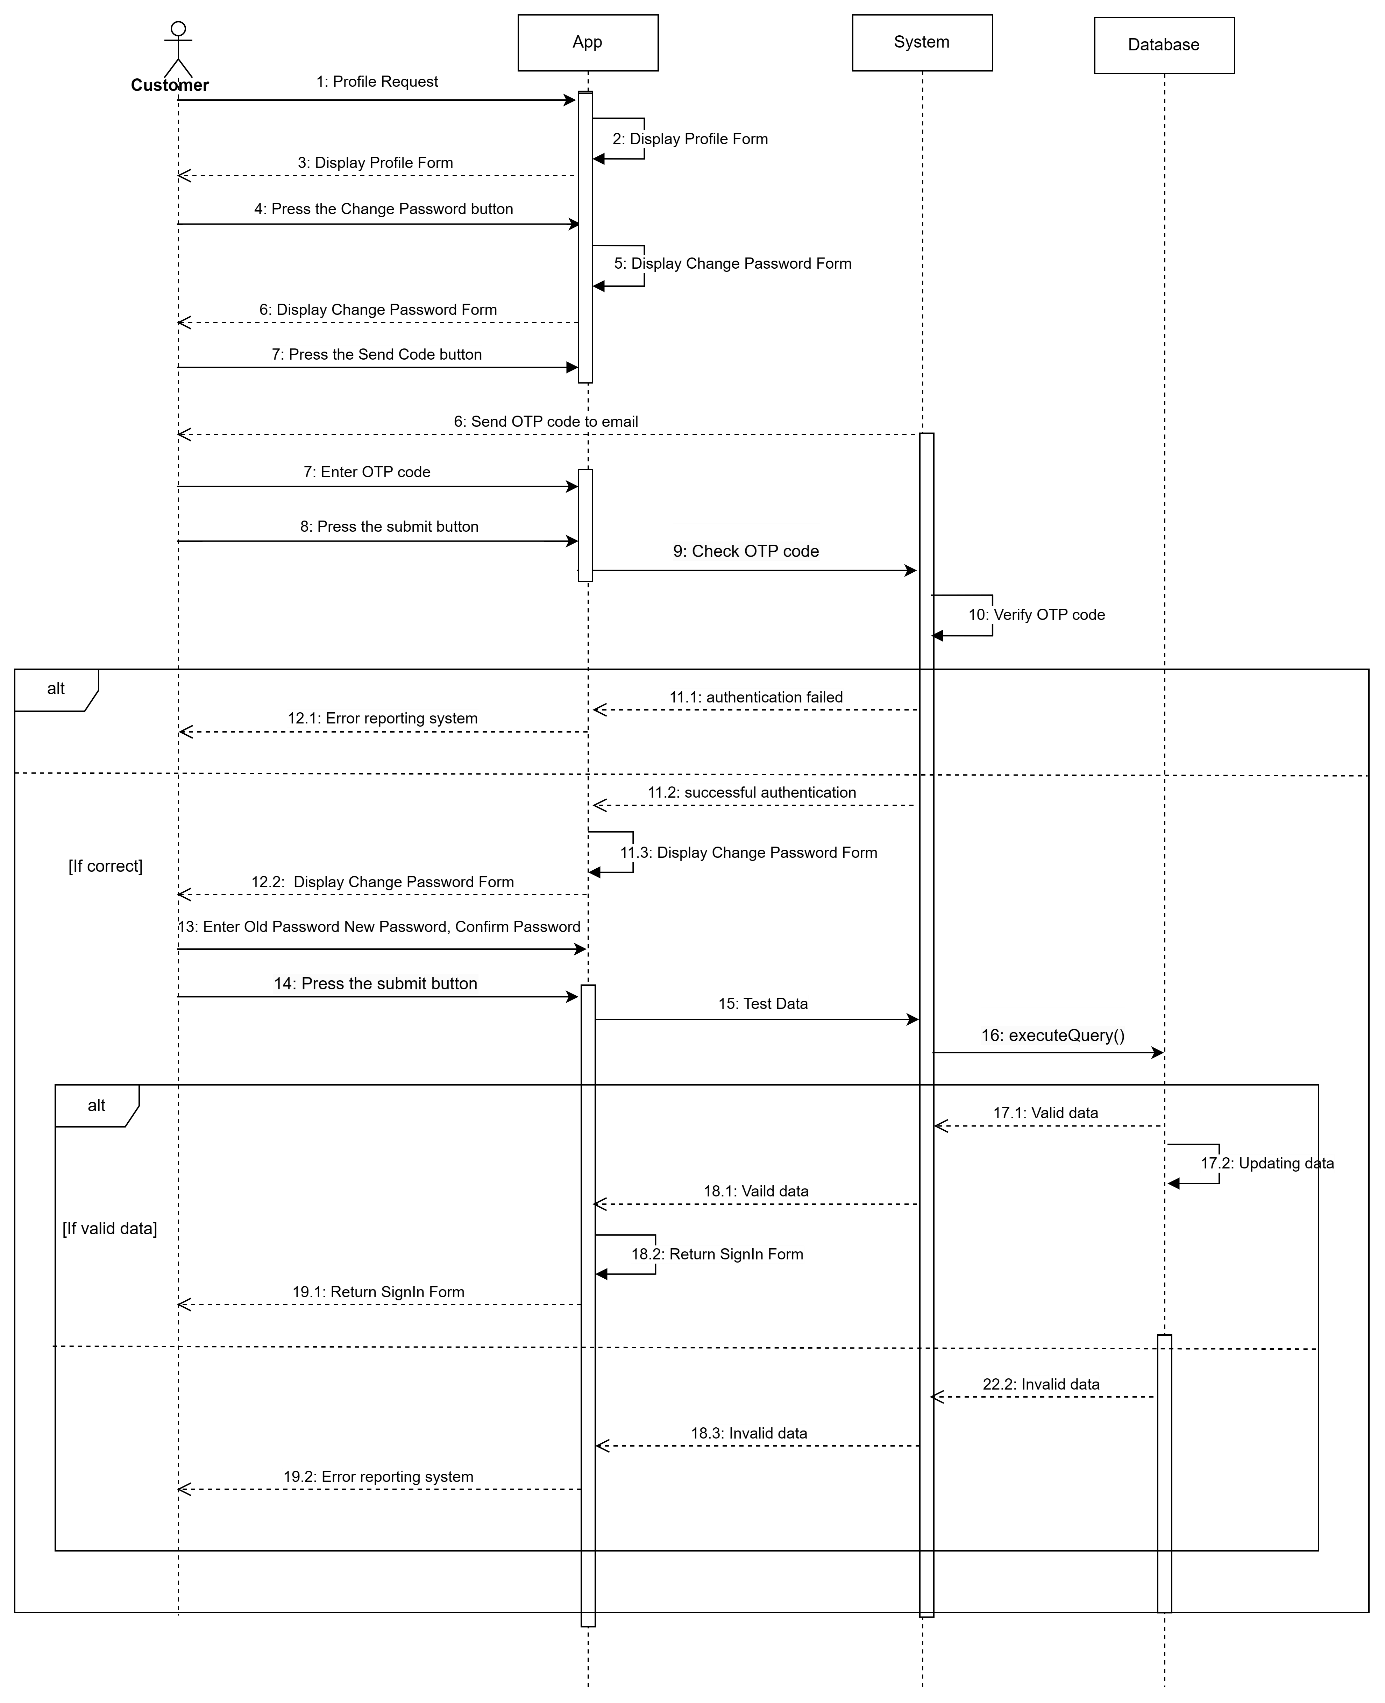 App
System
Database
Customer
1: Profile Request
2: Display Profile Form
3: Display Profile Form
4: Press the Change Password button
5: Display Change Password Form
6: Display Change Password Form
7: Press the Send Code button
6: Send OTP code to email
7: Enter OTP code
8: Press the submit button
9: Check OTP code
10: Verify OTP code
alt
11.1: authentication failed
12.1: Error reporting system
11.2: successful authentication
11.3: Display Change Password Form
[If correct]
12.2:  Display Change Password Form
13: Enter Old Password New Password, Confirm Password
14: Press the submit button
15: Test Data
16: executeQuery()
alt
17.1: Valid data
17.2: Updating data
18.1: Vaild data
[If valid data]
18.2: Return SignIn Form
19.1: Return SignIn Form
22.2: Invalid data
18.3: Invalid data
19.2: Error reporting system